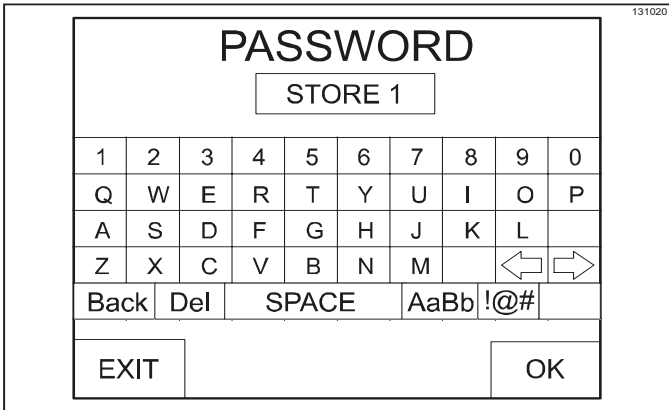 131020
PASSWORD
STORE 1
1 2 3 4 5 6 7 8 9 0
Q W E R T Y U I O P
A S D F G H J K L
Z X C V B N M
Back Del SPACE AaBb !@#
EXIT OK